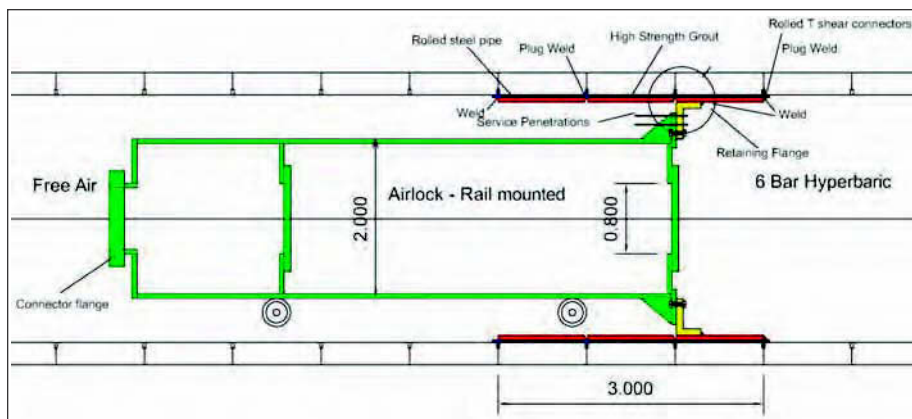 Rolled steel pipe
Plug Weld
High Strength Grout
Rolled T shear connectors
Plug Weld
Weld
Service Penetrations
Weld
Retaining Flange
Free Air
Airlock - Rail mounted
6 Bar Hyperbaric
2.000
0.800
Connector flange
3.000